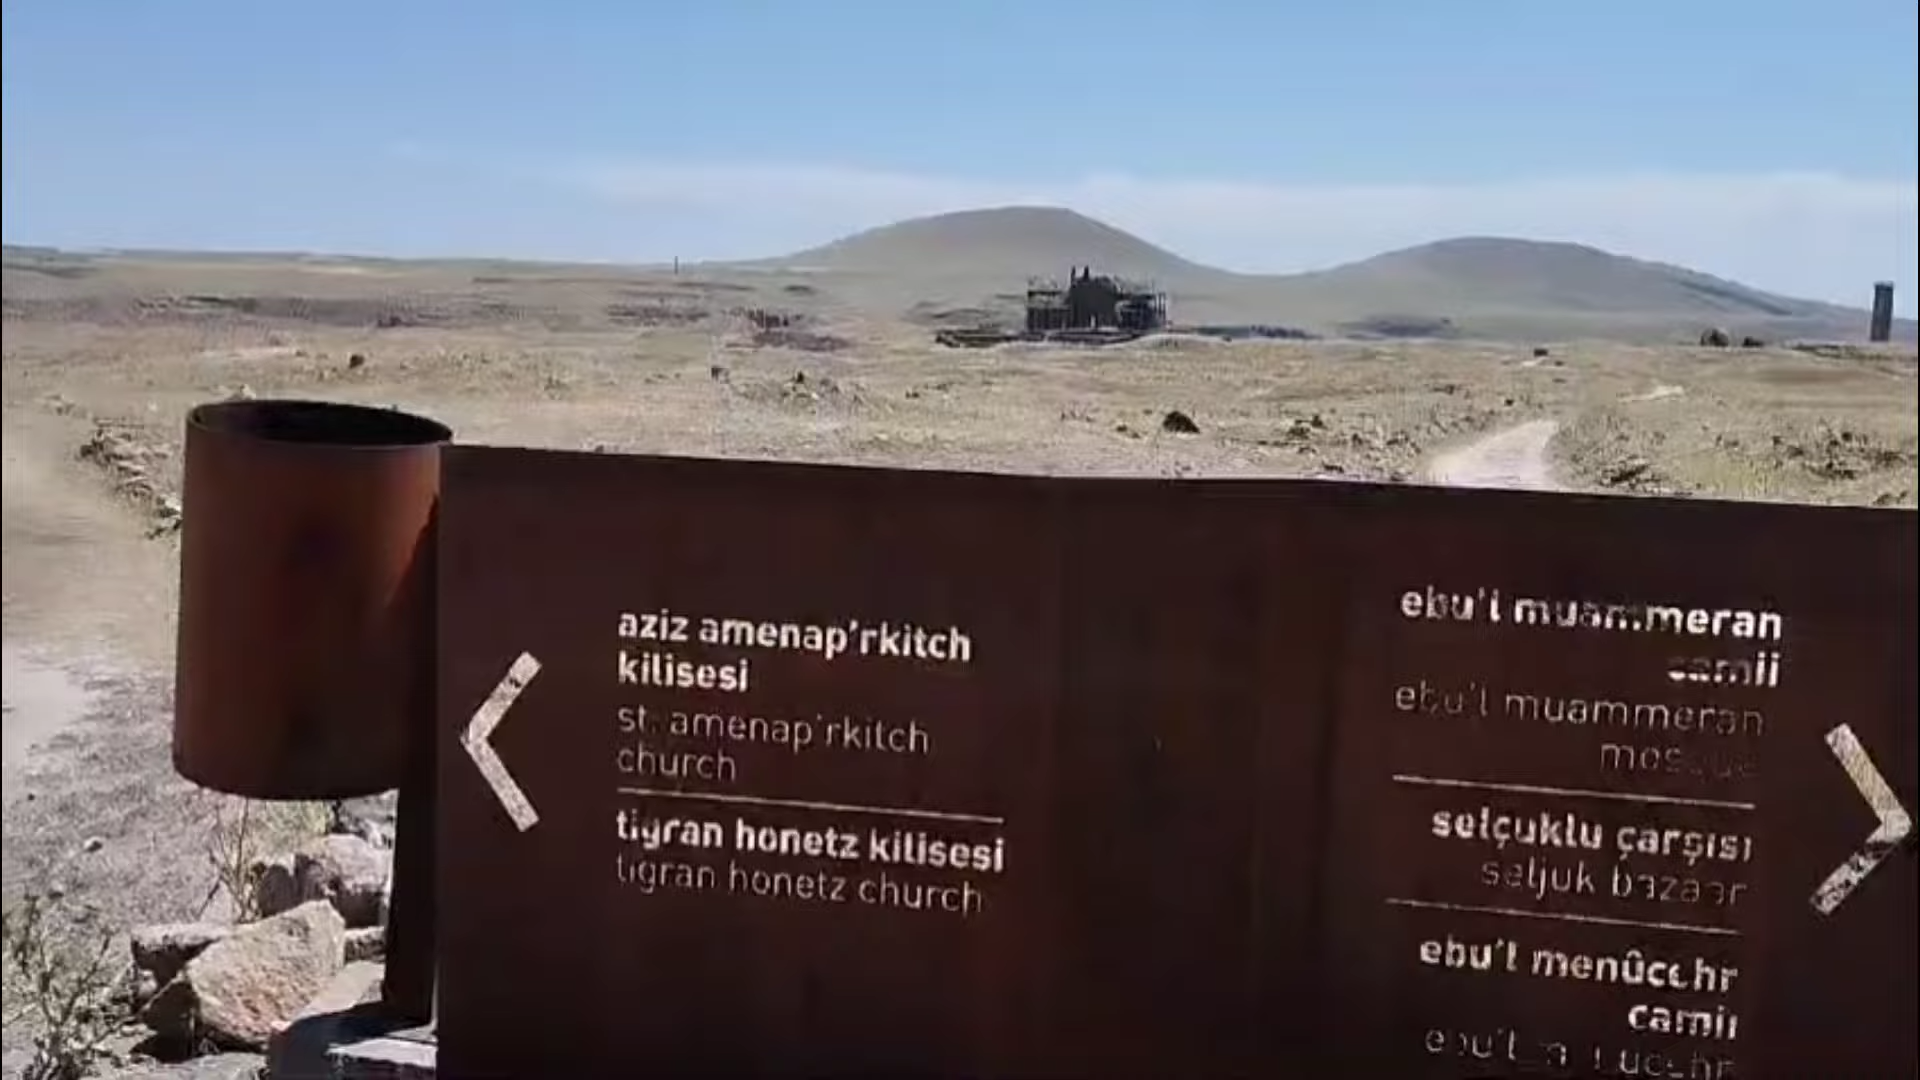 aziz amenap'rkitch
kilisesi
st. amenap'rkitch
church
tigran honetz kilisesi
tigran honetz church
ebu'l muammeran
camii
ebu'l muammeran
mosque
selçuklu çarşısı
seljuk bazaar
ebu'l menûcehr
camii
ebu'l